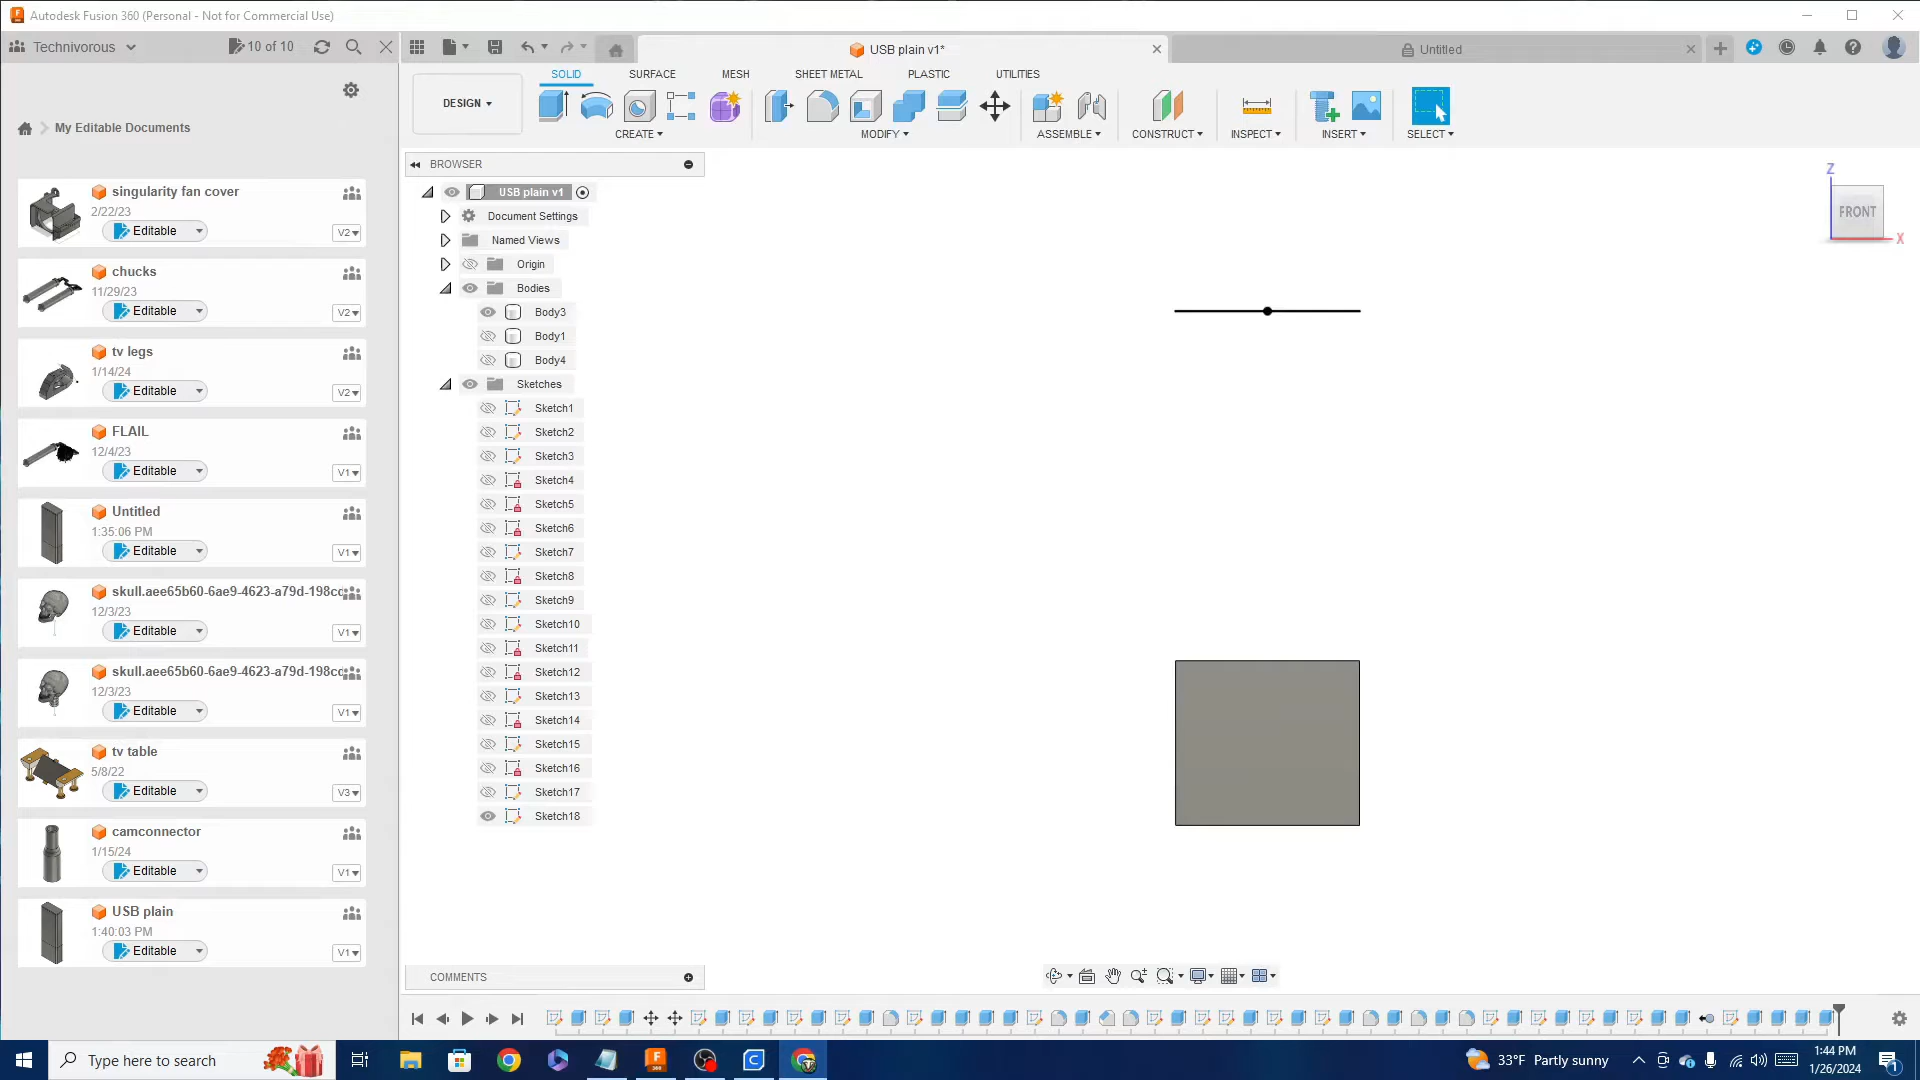 Autodesk Fusion 360 (Personal - Not for Commercial Use)
Technivorous
10 of 10
USB plain v1*
Untitled
SOLID SURFACE MESH SHEET METAL PLASTIC UTILITIES
DESIGN
CREATE MODIFY ASSEMBLE CONSTRUCT INSPECT INSERT SELECT
My Editable Documents
singularity fan cover
2/22/23
Editable
V2
chucks
11/29/23
Editable
V2
tv legs
1/14/24
Editable
V2
FLAIL
12/4/23
Editable
V1
Untitled
1:35:06 PM
Editable
V1
skull.aee65b60-6ae9-4623-a79d-198cc
12/3/23
Editable
V1
skull.aee65b60-6ae9-4623-a79d-198cc
12/3/23
Editable
V1
tv table
5/8/22
Editable
V3
camconnector
1/15/24
Editable
V1
USB plain
1:40:03 PM
Editable
V1
BROWSER
USB plain v1
Document Settings
Named Views
Origin
Bodies
Body3
Body1
Body4
Sketches
Sketch1
Sketch2
Sketch3
Sketch4
Sketch5
Sketch6
Sketch7
Sketch8
Sketch9
Sketch10
Sketch11
Sketch12
Sketch13
Sketch14
Sketch15
Sketch16
Sketch17
Sketch18
Z
FRONT
X
COMMENTS
Type here to search
33°F Partly sunny
1:44 PM
1/26/2024
1